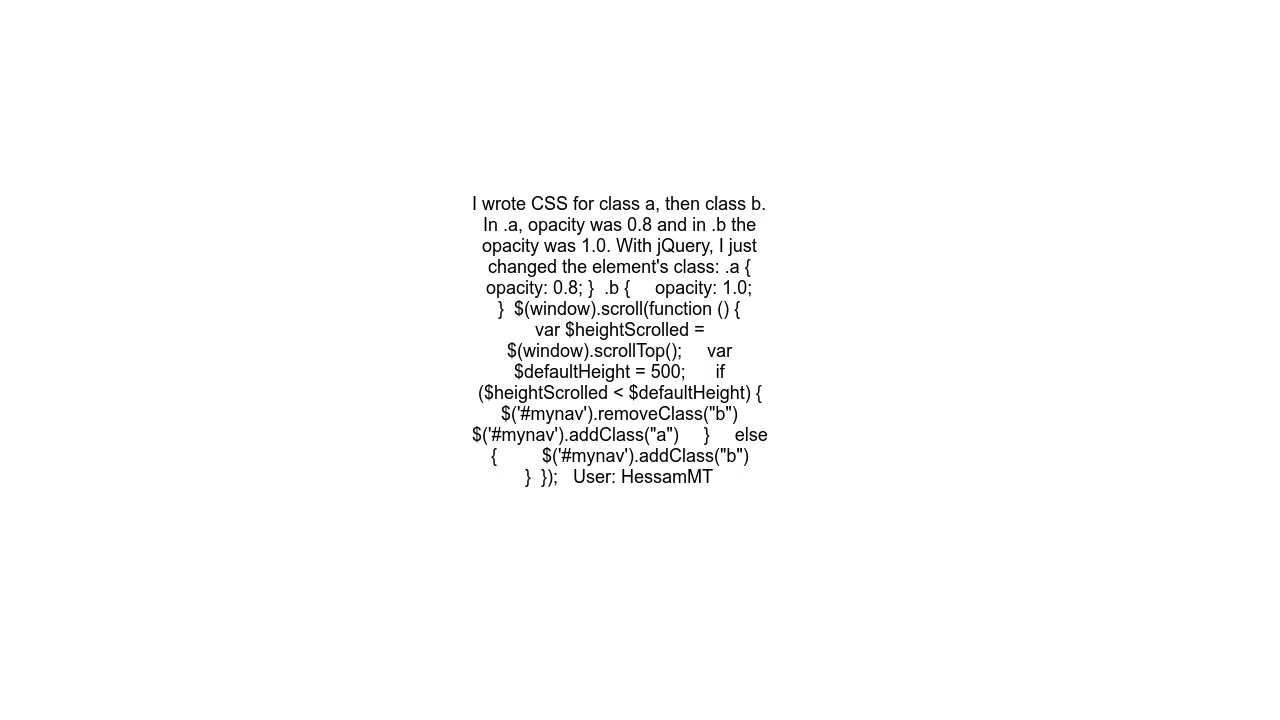 I wrote CSS for class a, then class b.
In .a, opacity was 0.8 and in .b the
opacity was 1.0. With jQuery, I just
changed the element's class: .a {
opacity: 0.8; }  .b {     opacity: 1.0;
}  $(window).scroll(function () {
var $heightScrolled =
$(window).scrollTop();     var
$defaultHeight = 500;      if
($heightScrolled < $defaultHeight) {
$('#mynav').removeClass("b")
$('#mynav').addClass("a")     }     else
{         $('#mynav').addClass("b")
}  });   User: HessamMT